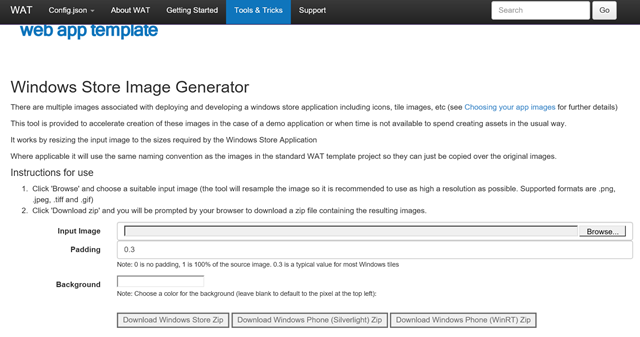 WAT Config.json About WAT Getting Started Tools & Tricks Support Search Go
web app template
Windows Store Image Generator
There are multiple images associated with deploying and developing a windows store application including icons, tile images, etc (see Choosing your app images for further details)
This tool is provided to accelerate creation of these images in the case of a demo application or when time is not available to spend creating assets in the usual way.
It works by resizing the input image to the sizes required by the Windows Store Application
Where applicable it will use the same naming convention as the images in the standard WAT template project so they can just be copied over the original images.
Instructions for use
1. Click 'Browse' and choose a suitable input image (the tool will resample the image so it is recommended to use as high a resolution as possible. Supported formats are .png,
.jpeg, .tiff and .gif)
2. Click 'Download zip' and you will be prompted by your browser to download a zip file containing the resulting images.
Input Image Browse...
Padding 0.3
Note: 0 is no padding, 1 is 100% of the source image. 0.3 is a typical value for most Windows tiles
Background
Note: Choose a color for the background (leave blank to default to the pixel at the top left):
Download Windows Store Zip Download Windows Phone (Silverlight) Zip Download Windows Phone (WinRT) Zip